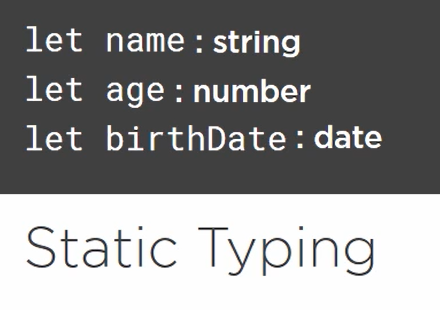 let name : string
let age : number
let birthDate : date
Static Typing